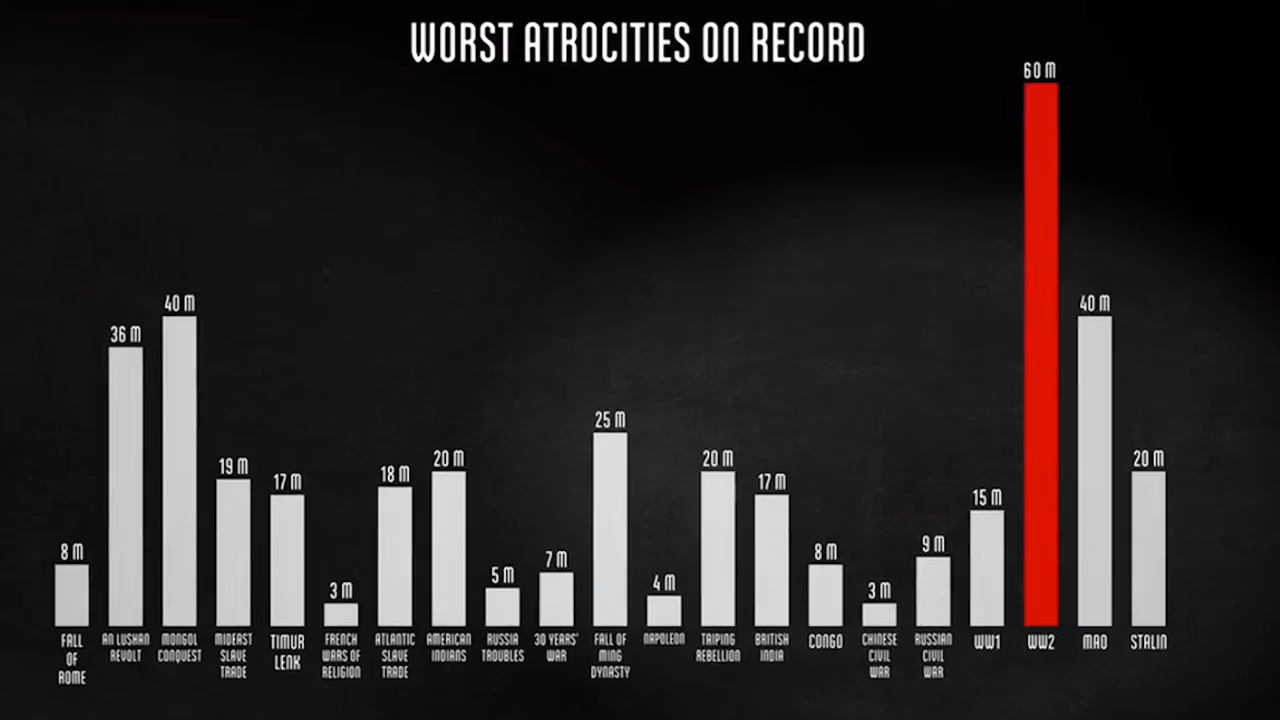 WORST ATROCITIES ON RECORD
60 M
40 M
40 M
36 M
25 M
20 M
20 M
20 M
19 M
18 M
17 M
17 M
15 M
8 M
7 M
8 M
9 M
5 M
4 M
3 M
3 M
FALL
OF
ROME
AN LUSHAN
REVOLT
MONGOL
CONQUEST
MIDEAST
SLAVE
TRADE
TIMUR
LENK
FRENCH
WARS OF
RELIGION
ATLANTIC
SLAVE
TRADE
AMERICAN
INDIANS
RUSSIA
TROUBLES
30 YEARS'
WAR
FALL OF
MING
DYNASTY
NAPOLEON
TAIPING
REBELLION
BRITISH
INDIA
CONGO
CHINESE
CIVIL
WAR
RUSSIAN
CIVIL
WAR
WW1
WW2
MAO
STALIN